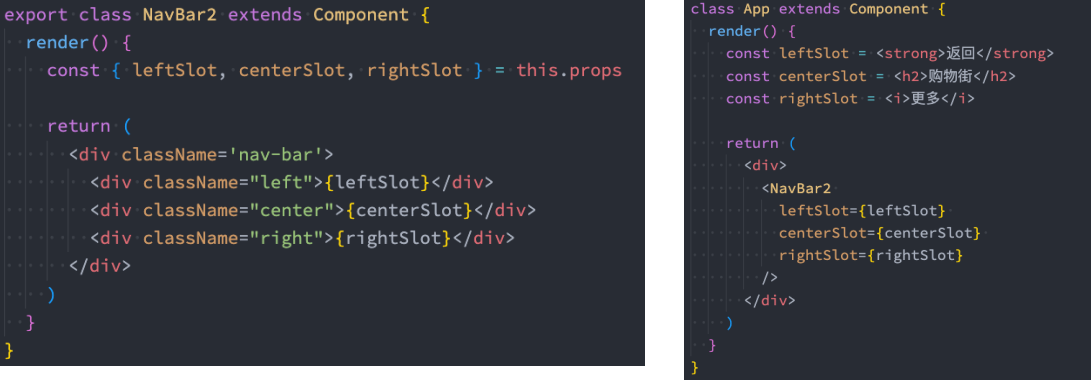 export class NavBar2 extends Component {
  render() {
    const { leftSlot, centerSlot, rightSlot } = this.props

    return (
      <div className='nav-bar'>
        <div className="left">{leftSlot}</div>
        <div className="center">{centerSlot}</div>
        <div className="right">{rightSlot}</div>
      </div>
    )
  }
}
class App extends Component {
  render() {
    const leftSlot = <strong>返回</strong>
    const centerSlot = <h2>购物街</h2>
    const rightSlot = <i>更多</i>

    return (
      <div>
        <NavBar2
          leftSlot={leftSlot}
          centerSlot={centerSlot}
          rightSlot={rightSlot}
        />
      </div>
    )
  }
}